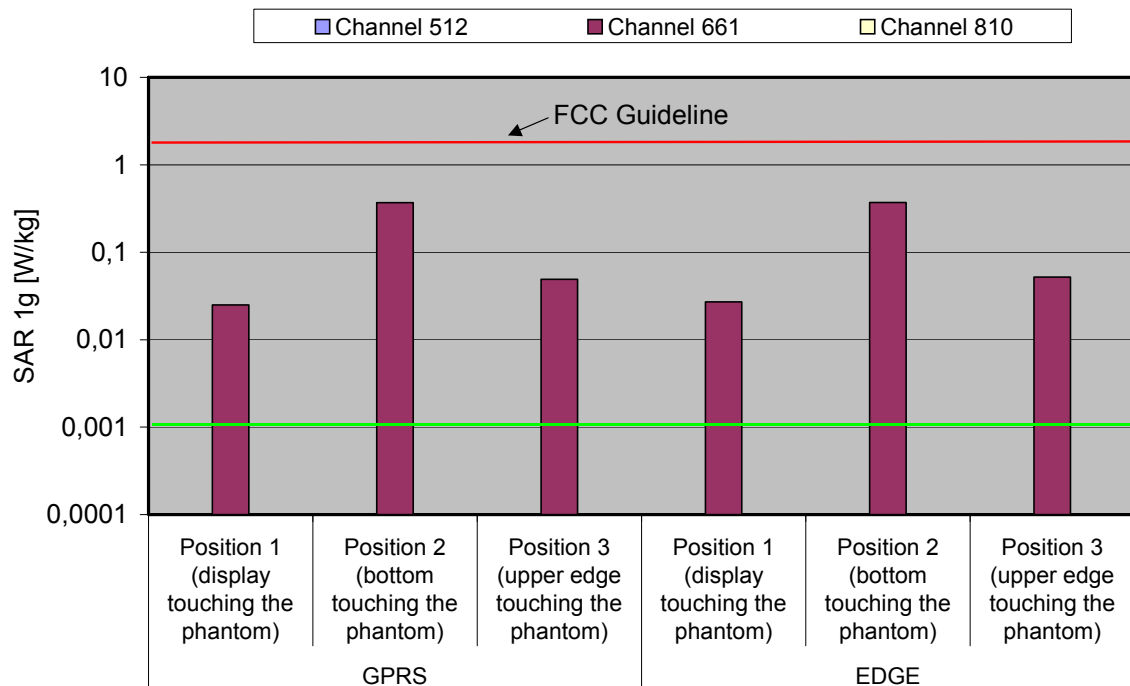 Channel 512 Channel 661 Channel 810
10
FCC Guideline
1
0,1
0,01
0,001
0,0001
SAR 1g [W/kg]
Position 1 (display touching the phantom)
Position 2 (bottom touching the phantom)
Position 3 (upper edge touching the phantom)
Position 1 (display touching the phantom)
Position 2 (bottom touching the phantom)
Position 3 (upper edge touching the phantom)
GPRS EDGE